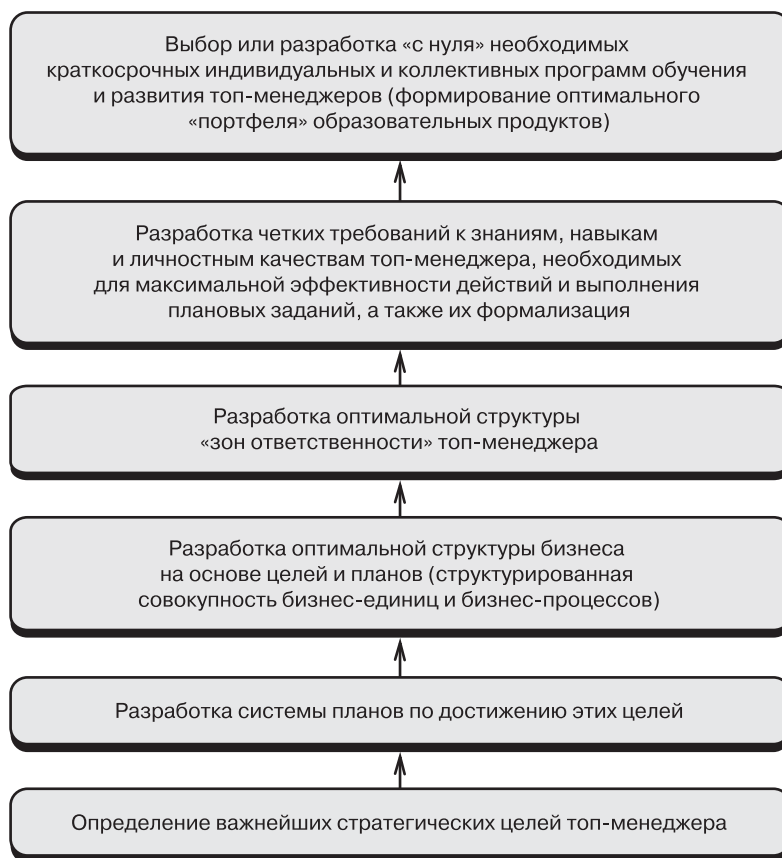 Выбор или разработка «с нуля» необходимых
краткосрочных индивидуальных и коллективных программ обучения
и развития топ-менеджеров (формирование оптимального
«портфеля» образовательных продуктов)
Разработка четких требований к знаниям, навыкам
и личностным качествам топ-менеджера, необходимых
для максимальной эффективности действий и выполнения
плановых заданий, а также их формализация
Разработка оптимальной структуры
«зон ответственности» топ-менеджера
Разработка оптимальной структуры бизнеса
на основе целей и планов (структурированная
совокупность бизнес-единиц и бизнес-процессов)
Разработка системы планов по достижению этих целей
Определение важнейших стратегических целей топ-менеджера